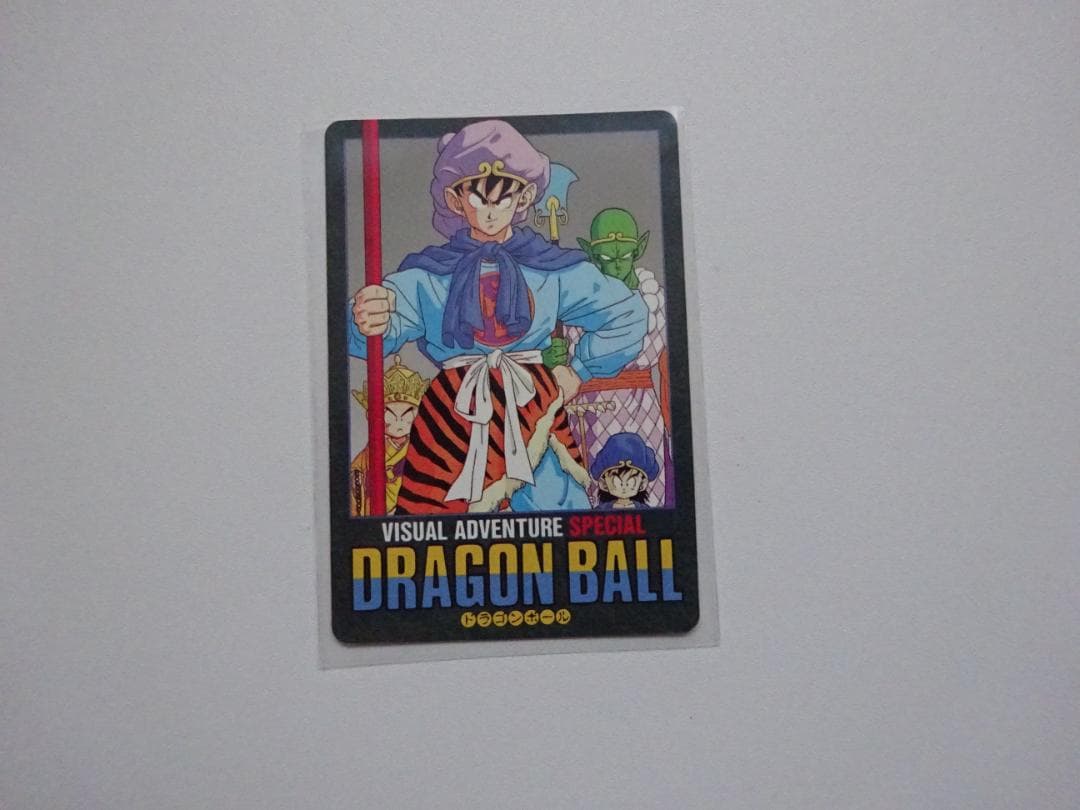 VISUAL ADVENTURE SPECIAL
DRAGON BALL
ドラゴンボール